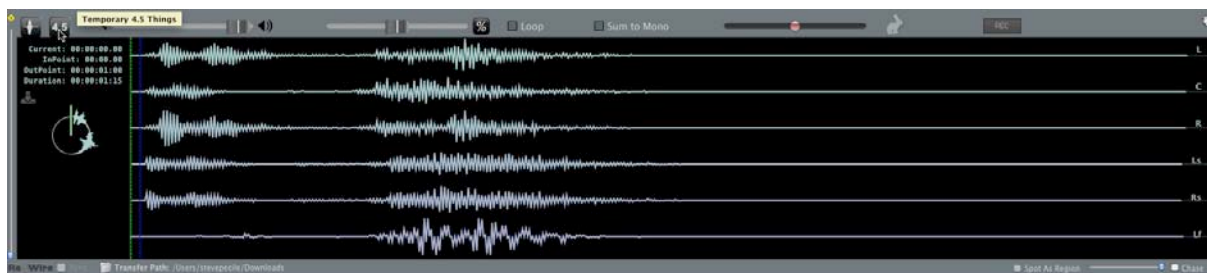 Temporary 4.5 Things
4.5
%
Loop
Sum to Mono
REC
Current: 00:00:00.00
InPoint: 00:00.00
OutPoint: 00:00:01:00
Duration: 00:00:01:15
L
C
R
Ls
Rs
Lf
Re Wire
Transfer Path: /Users/stevepecile/Downloads
Spot As Region
Chase